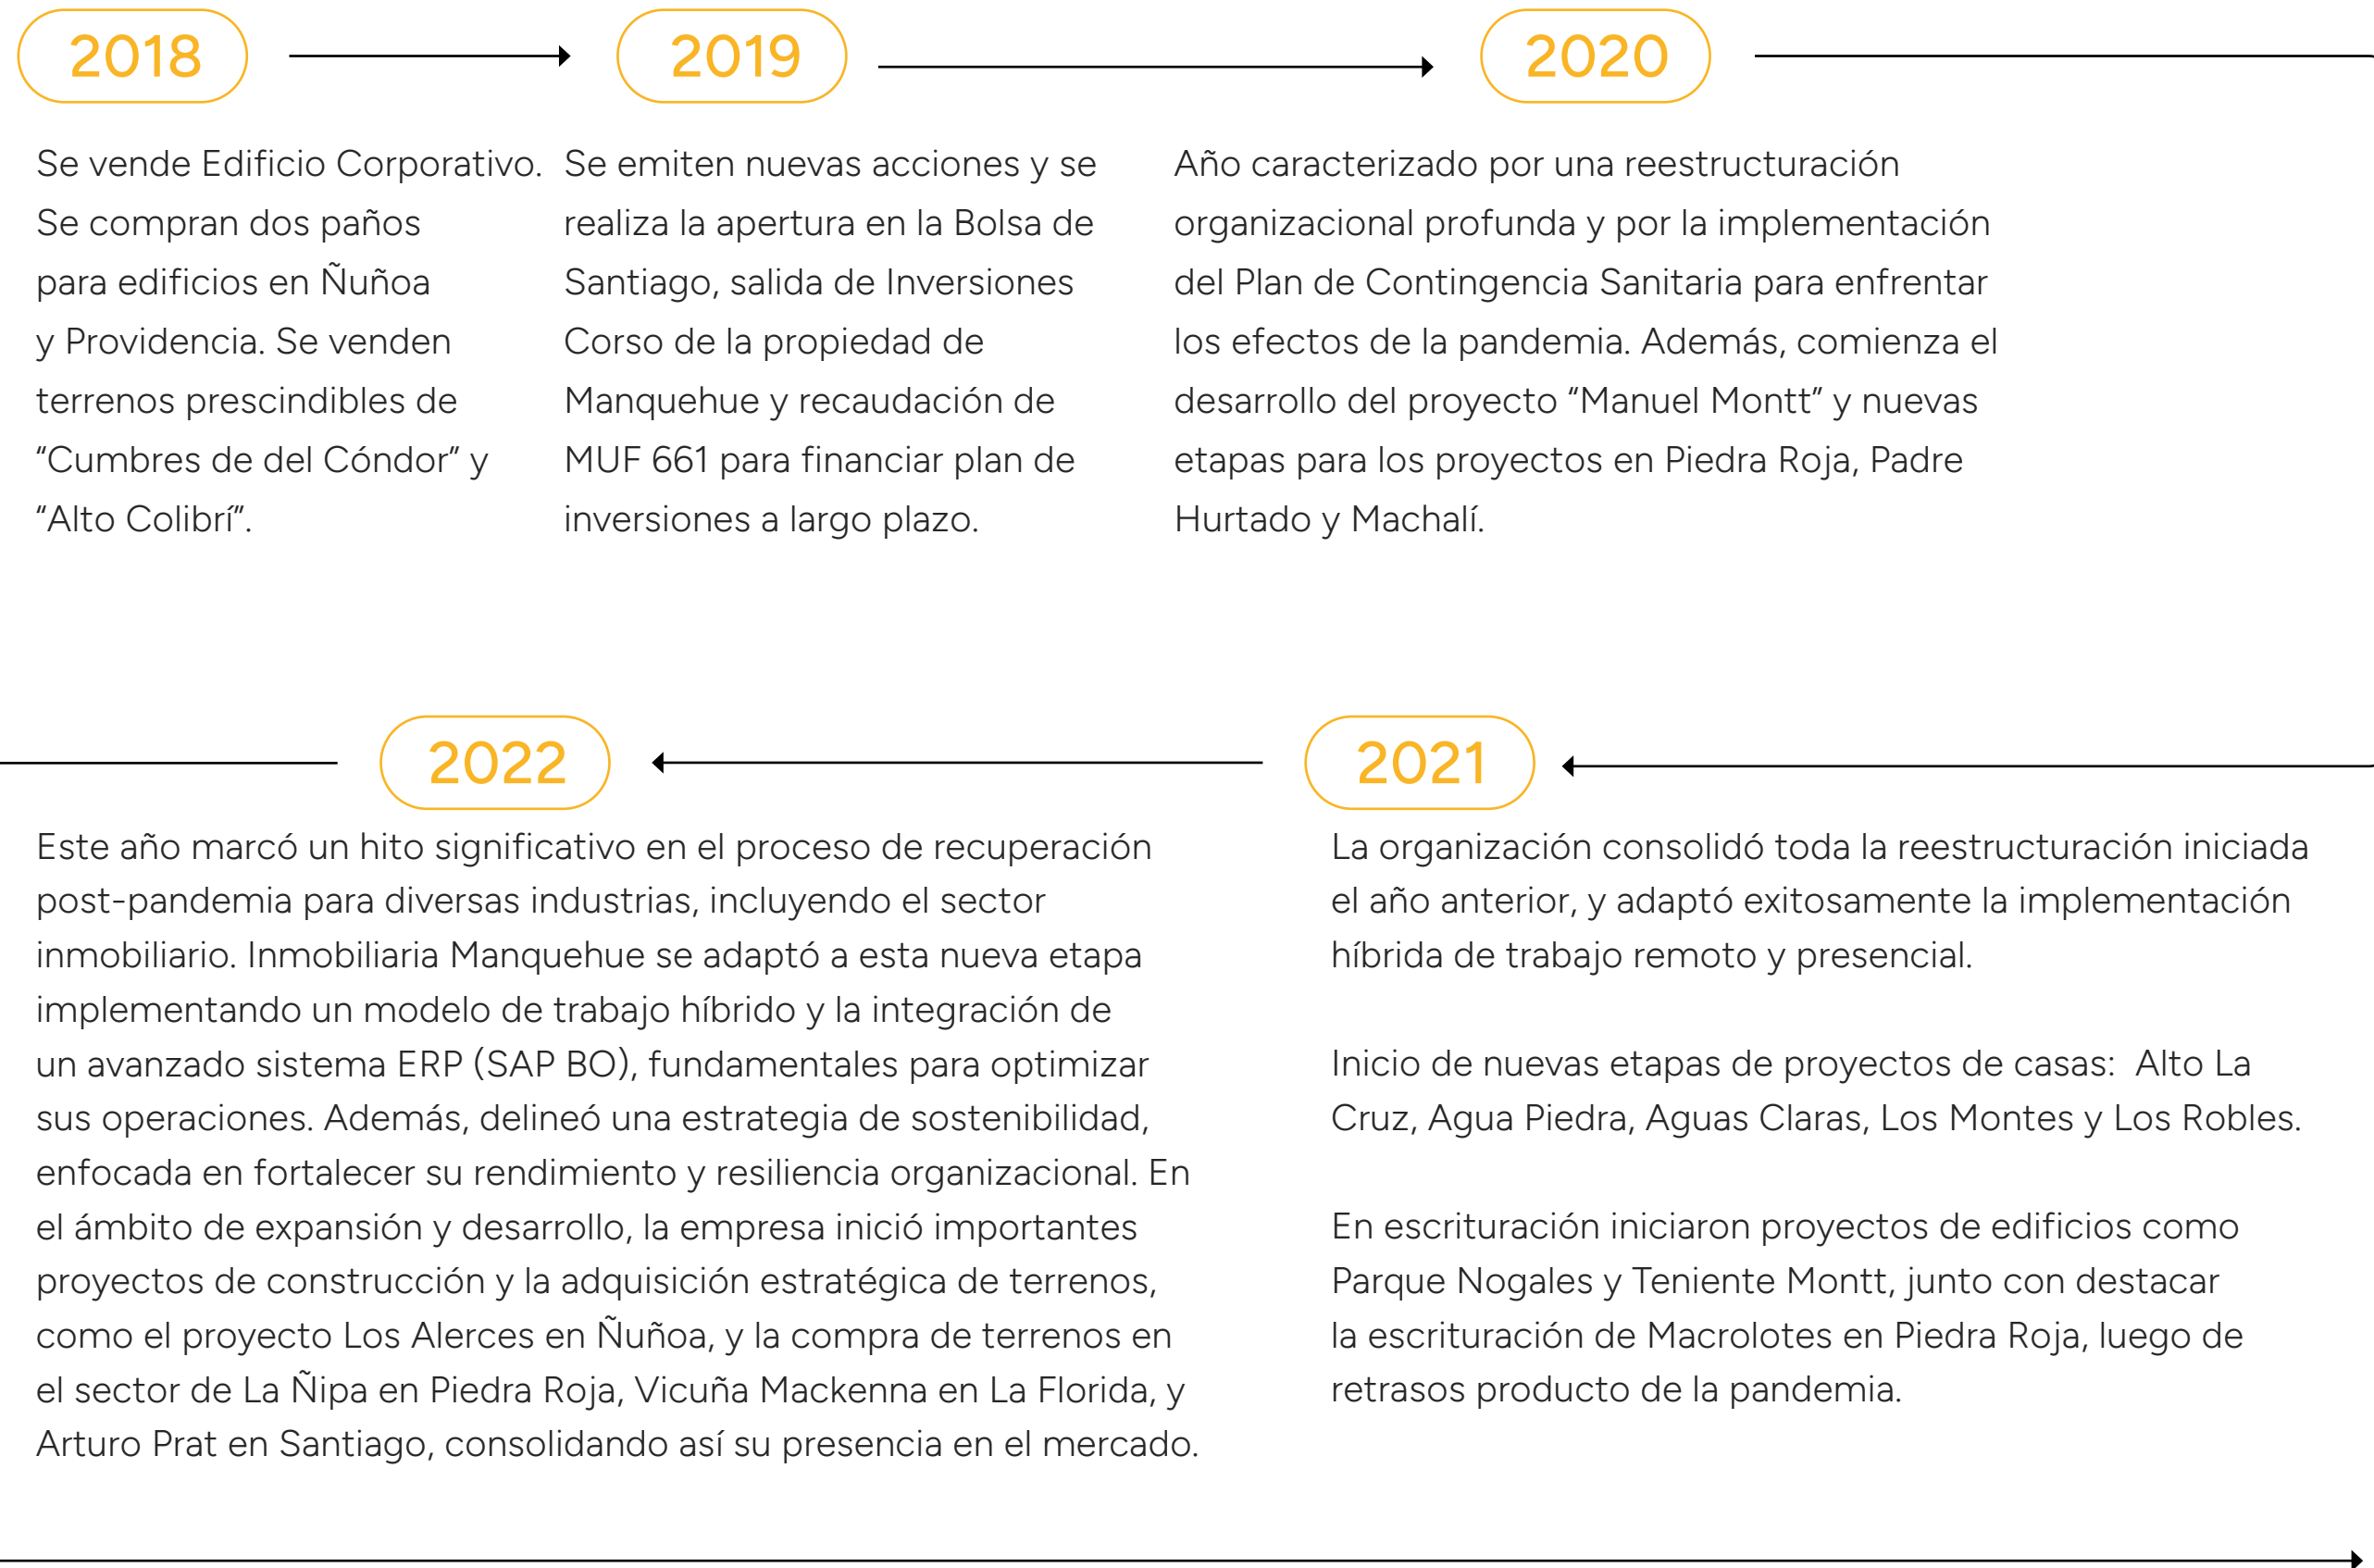 2018
Se vende Edificio Corporativo.
Se compran dos paños
para edificios en Ñuñoa
y Providencia. Se venden
terrenos prescindibles de
“Cumbres de del Cóndor” y
“Alto Colibrí”.
2019
Se emiten nuevas acciones y se
realiza la apertura en la Bolsa de
Santiago, salida de Inversiones
Corso de la propiedad de
Manquehue y recaudación de
MUF 661 para financiar plan de
inversiones a largo plazo.
2020
Año caracterizado por una reestructuración
organizacional profunda y por la implementación
del Plan de Contingencia Sanitaria para enfrentar
los efectos de la pandemia. Además, comienza el
desarrollo del proyecto “Manuel Montt” y nuevas
etapas para los proyectos en Piedra Roja, Padre
Hurtado y Machalí.
2021
La organización consolidó toda la reestructuración iniciada
el año anterior, y adaptó exitosamente la implementación
híbrida de trabajo remoto y presencial.
Inicio de nuevas etapas de proyectos de casas:  Alto La
Cruz, Agua Piedra, Aguas Claras, Los Montes y Los Robles.
En escrituración iniciaron proyectos de edificios como
Parque Nogales y Teniente Montt, junto con destacar
la escrituración de Macrolotes en Piedra Roja, luego de
retrasos producto de la pandemia.
2022
Este año marcó un hito significativo en el proceso de recuperación
post-pandemia para diversas industrias, incluyendo el sector
inmobiliario. Inmobiliaria Manquehue se adaptó a esta nueva etapa
implementando un modelo de trabajo híbrido y la integración de
un avanzado sistema ERP (SAP BO), fundamentales para optimizar
sus operaciones. Además, delineó una estrategia de sostenibilidad,
enfocada en fortalecer su rendimiento y resiliencia organizacional. En
el ámbito de expansión y desarrollo, la empresa inició importantes
proyectos de construcción y la adquisición estratégica de terrenos,
como el proyecto Los Alerces en Ñuñoa, y la compra de terrenos en
el sector de La Ñipa en Piedra Roja, Vicuña Mackenna en La Florida, y
Arturo Prat en Santiago, consolidando así su presencia en el mercado.